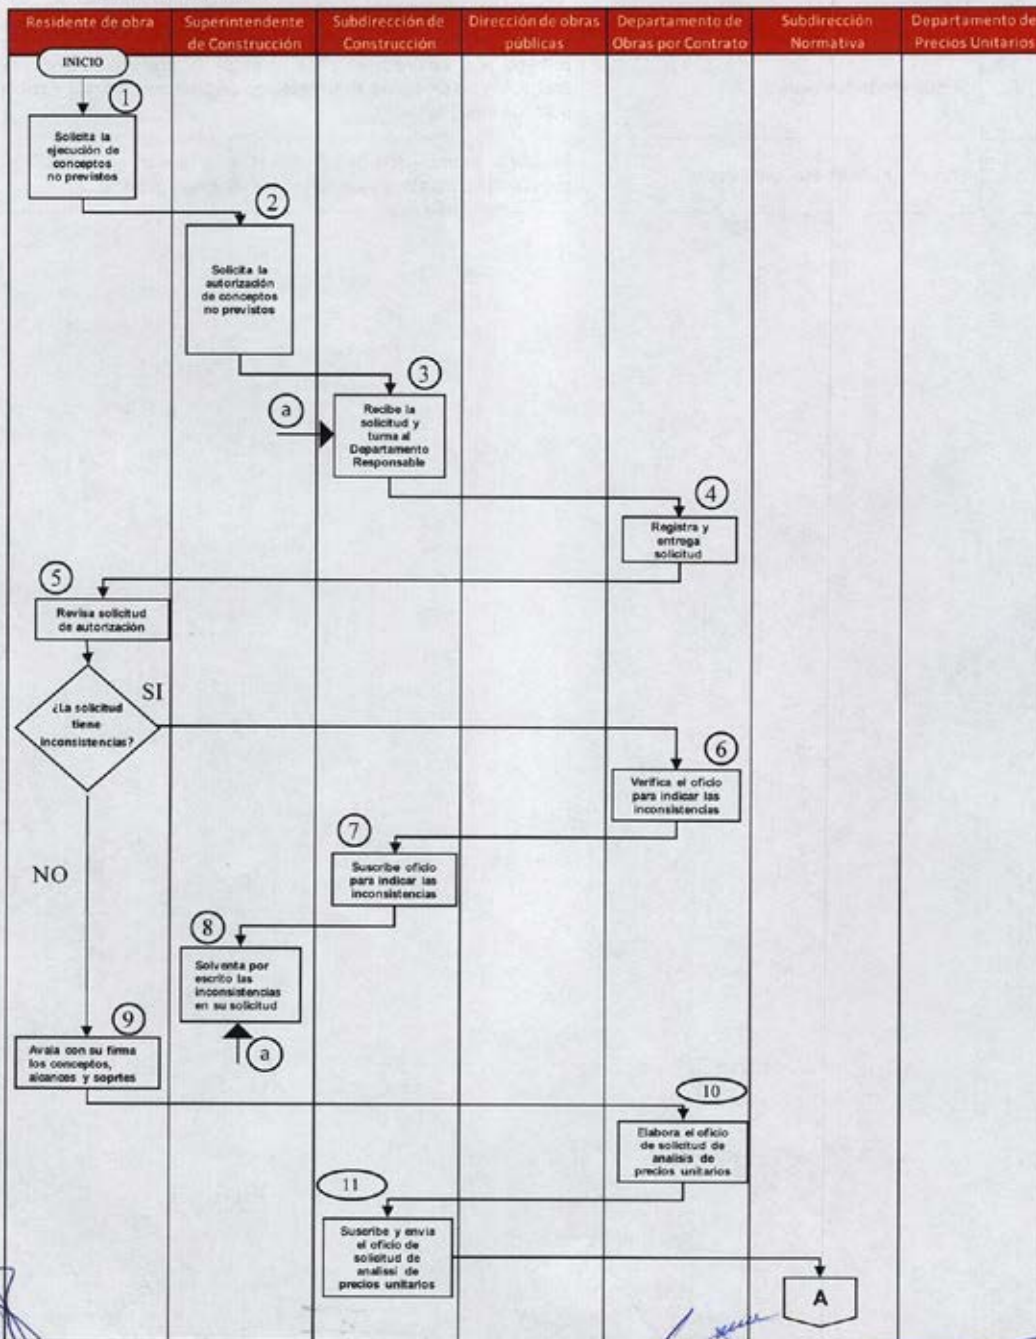 Residente de obra
Superintendente
de Construcción
Subdirección de
Construcción
Dirección de obras
públicas
Departamento de
Obras por Contrato
Subdirección
Normativa
Departamento de
Precios Unitarios
INICIO
1
Solicita la
ejecución de
conceptos
no previstos
2
Solicita la
autorización
de conceptos
no previstos
3
a
Recibe la
solicitud y
turna al
Departamento
Responsable
4
Registra y
entrega
solicitud
5
Revisa solicitud
de autorización
¿La solicitud
tiene
inconsistencias?
SI
6
Verifica el oficio
para indicar las
inconsistencias
7
Suscribe oficio
para indicar las
inconsistencias
NO
8
Solventa por
escrito las
inconsistencias
en su solicitud
a
9
Avala con su firma
los conceptos,
alcances y soprtes
10
Elabora el oficio
de solicitud de
analisis de
precios unitarios
11
Suscribe y envia
el oficio de
solicitud de
analissi de
precios unitarios
A